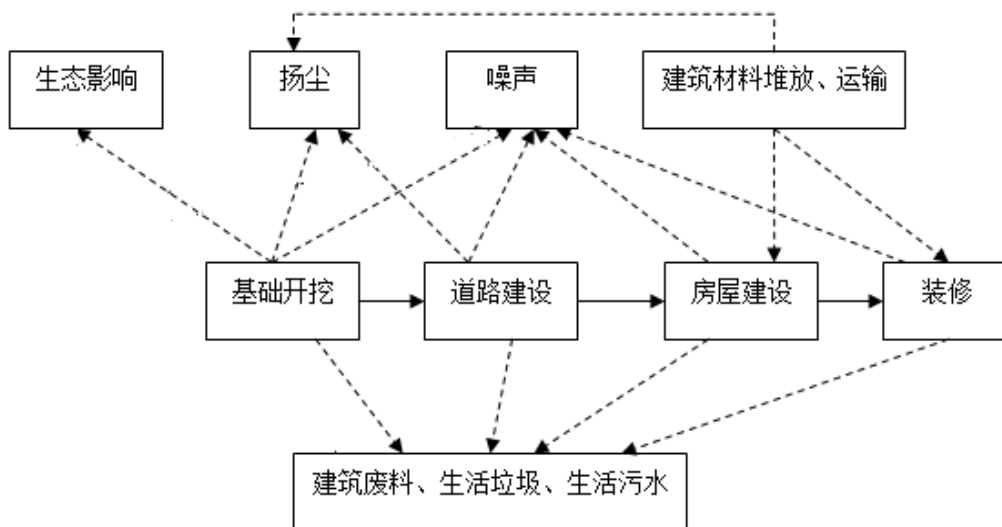 生态影响
扬尘
噪声
建筑材料堆放、运输
基础开挖
道路建设
房屋建设
装修
建筑废料、生活垃圾、生活污水